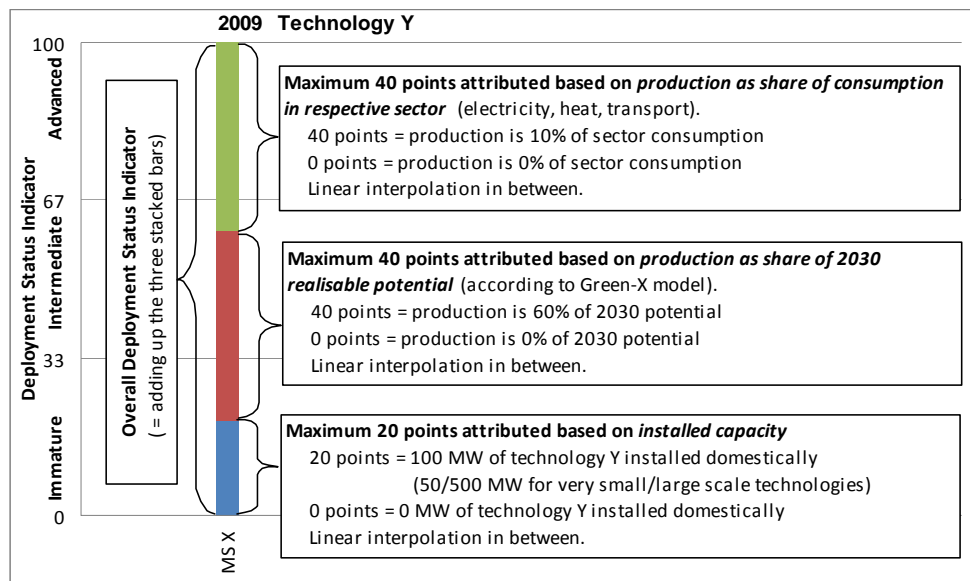 2009 Technology Y
100
67
33
0
Deployment Status Indicator
Immature Intermediate Advanced
Overall Deployment Status Indicator
(= adding up the three stacked bars)
Maximum 40 points attributed based on production as share of consumption
in respective sector (electricity, heat, transport).
40 points = production is 10% of sector consumption
0 points = production is 0% of sector consumption
Linear interpolation in between.
Maximum 40 points attributed based on production as share of 2030
realisable potential (according to Green-X model).
40 points = production is 60% of 2030 potential
0 points = production is 0% of 2030 potential
Linear interpolation in between.
Maximum 20 points attributed based on installed capacity
20 points = 100 MW of technology Y installed domestically
(50/500 MW for very small/large scale technologies)
0 points = 0 MW of technology Y installed domestically
Linear interpolation in between.
MS X